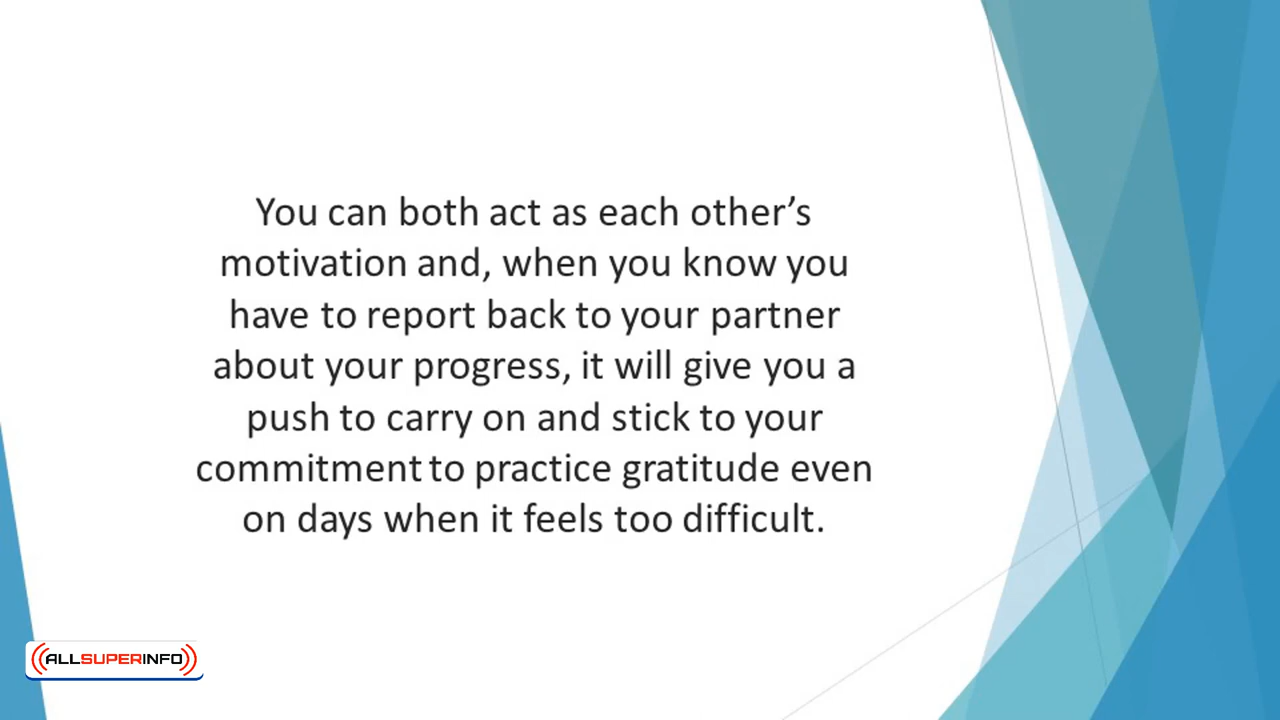 You can both act as each other’s
motivation and, when you know you
have to report back to your partner
about your progress, it will give you a
push to carry on and stick to your
commitment to practice gratitude even
on days when it feels too difficult.
ALLSUPERINFO